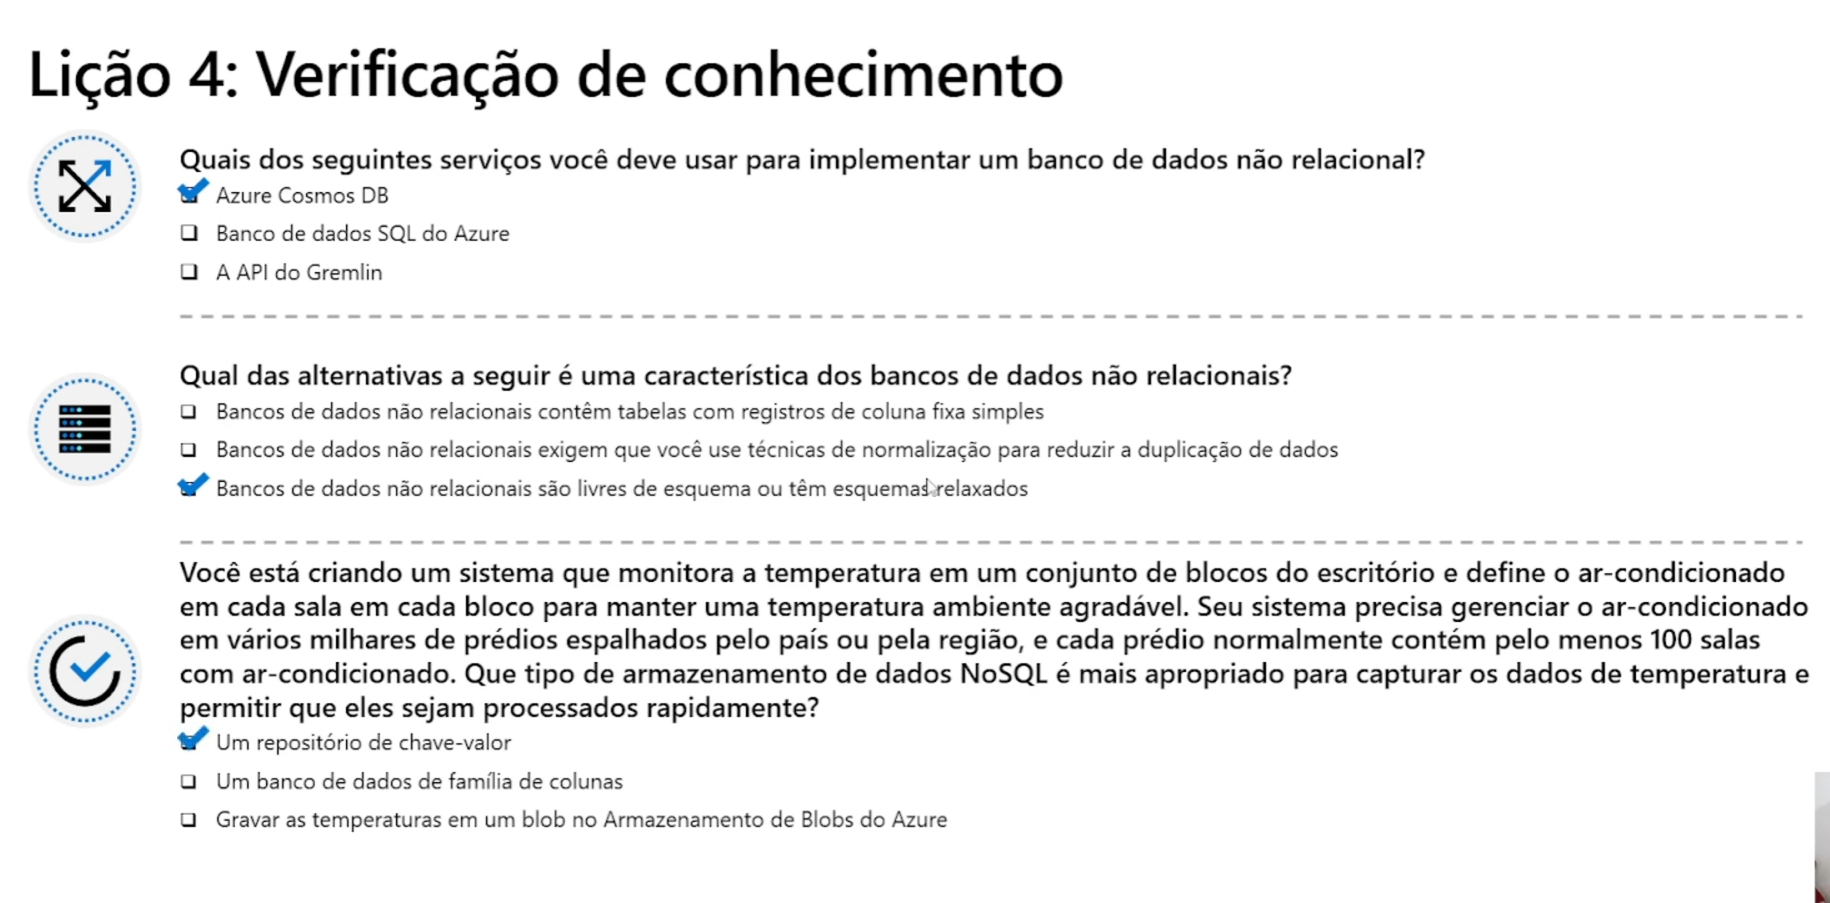 Lição 4: Verificação de conhecimento
Quais dos seguintes serviços você deve usar para implementar um banco de dados não relacional?
Azure Cosmos DB
Banco de dados SQL do Azure
A API do Gremlin
Qual das alternativas a seguir é uma característica dos bancos de dados não relacionais?
Bancos de dados não relacionais contêm tabelas com registros de coluna fixa simples
Bancos de dados não relacionais exigem que você use técnicas de normalização para reduzir a duplicação de dados
Bancos de dados não relacionais são livres de esquema ou têm esquemas relaxados
Você está criando um sistema que monitora a temperatura em um conjunto de blocos do escritório e define o ar-condicionado
em cada sala em cada bloco para manter uma temperatura ambiente agradável. Seu sistema precisa gerenciar o ar-condicionado
em vários milhares de prédios espalhados pelo país ou pela região, e cada prédio normalmente contém pelo menos 100 salas
com ar-condicionado. Que tipo de armazenamento de dados NoSQL é mais apropriado para capturar os dados de temperatura e
permitir que eles sejam processados rapidamente?
Um repositório de chave-valor
Um banco de dados de família de colunas
Gravar as temperaturas em um blob no Armazenamento de Blobs do Azure